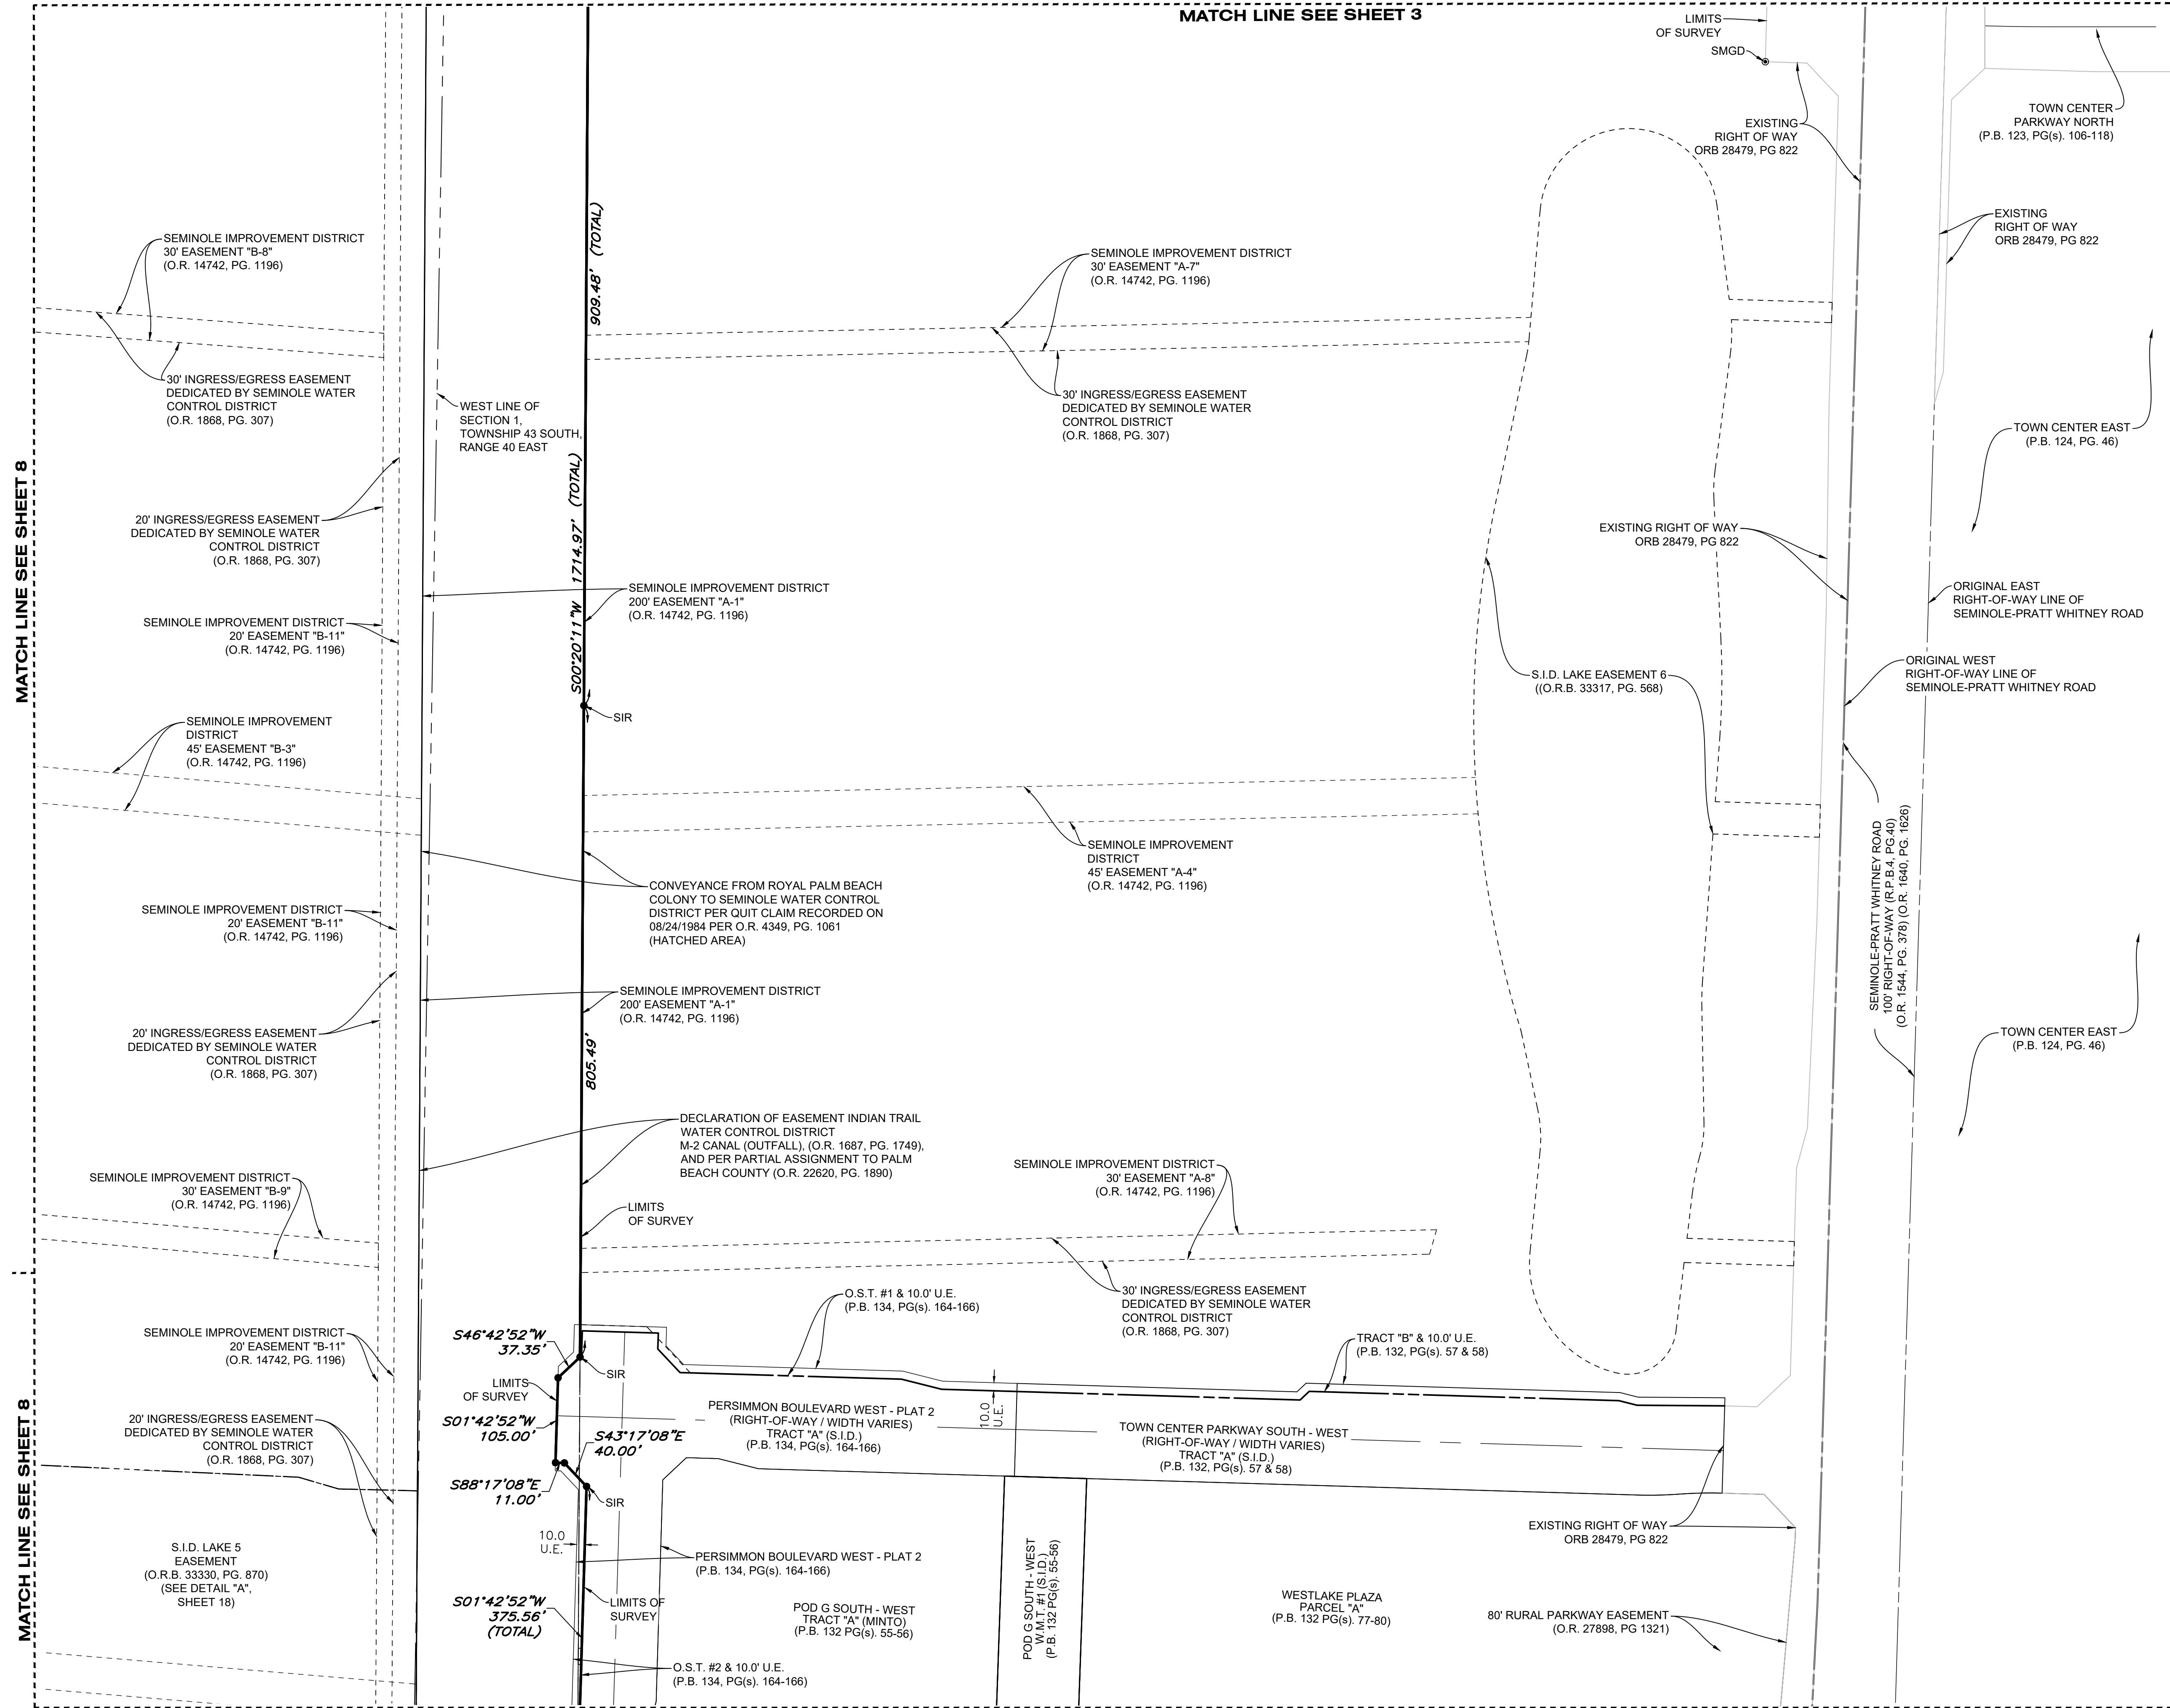 MATCH LINE SEE SHEET 3
LIMITS
OF SURVEY
SMGD
TOWN CENTER
PARKWAY NORTH
(P.B. 123, PG(s). 106-118)
EXISTING
RIGHT OF WAY
ORB 28479, PG 822
EXISTING
RIGHT OF WAY
ORB 28479, PG 822
SEMINOLE IMPROVEMENT DISTRICT
30' EASEMENT "B-8"
(O.R. 14742, PG. 1196)
909.48' (TOTAL)
SEMINOLE IMPROVEMENT DISTRICT
30' EASEMENT "A-7"
(O.R. 14742, PG. 1196)
30' INGRESS/EGRESS EASEMENT
DEDICATED BY SEMINOLE WATER
CONTROL DISTRICT
(O.R. 1868, PG. 307)
WEST LINE OF
SECTION 1,
TOWNSHIP 43 SOUTH,
RANGE 40 EAST
30' INGRESS/EGRESS EASEMENT
DEDICATED BY SEMINOLE WATER
CONTROL DISTRICT
(O.R. 1868, PG. 307)
TOWN CENTER EAST
(P.B. 124, PG. 46)
MATCH LINE SEE SHEET 8
20' INGRESS/EGRESS EASEMENT
DEDICATED BY SEMINOLE WATER
CONTROL DISTRICT
(O.R. 1868, PG. 307)
S00°20'11"W 1714.97' (TOTAL)
EXISTING RIGHT OF WAY
ORB 28479, PG 822
SEMINOLE IMPROVEMENT DISTRICT
200' EASEMENT "A-1"
(O.R. 14742, PG. 1196)
ORIGINAL EAST
RIGHT-OF-WAY LINE OF
SEMINOLE-PRATT WHITNEY ROAD
SEMINOLE IMPROVEMENT DISTRICT
20' EASEMENT "B-11"
(O.R. 14742, PG. 1196)
S.I.D. LAKE EASEMENT 6
((O.R.B. 33317, PG. 568)
ORIGINAL WEST
RIGHT-OF-WAY LINE OF
SEMINOLE-PRATT WHITNEY ROAD
SIR
SEMINOLE IMPROVEMENT
DISTRICT
45' EASEMENT "B-3"
(O.R. 14742, PG. 1196)
SEMINOLE IMPROVEMENT
DISTRICT
45' EASEMENT "A-4"
(O.R. 14742, PG. 1196)
SEMINOLE-PRATT WHITNEY ROAD
100' RIGHT-OF-WAY (R.P.B.4, PG.40)
(O.R. 1544, PG. 378) (O.R. 1640, PG. 1626)
CONVEYANCE FROM ROYAL PALM BEACH
COLONY TO SEMINOLE WATER CONTROL
DISTRICT PER QUIT CLAIM RECORDED ON
08/24/1984 PER O.R. 4349, PG. 1061
(HATCHED AREA)
SEMINOLE IMPROVEMENT DISTRICT
20' EASEMENT "B-11"
(O.R. 14742, PG. 1196)
SEMINOLE IMPROVEMENT DISTRICT
200' EASEMENT "A-1"
(O.R. 14742, PG. 1196)
20' INGRESS/EGRESS EASEMENT
DEDICATED BY SEMINOLE WATER
CONTROL DISTRICT
(O.R. 1868, PG. 307)
805.49'
TOWN CENTER EAST
(P.B. 124, PG. 46)
DECLARATION OF EASEMENT INDIAN TRAIL
WATER CONTROL DISTRICT
M-2 CANAL (OUTFALL), (O.R. 1687, PG. 1749),
AND PER PARTIAL ASSIGNMENT TO PALM
BEACH COUNTY (O.R. 22620, PG. 1890)
SEMINOLE IMPROVEMENT DISTRICT
30' EASEMENT "A-8"
(O.R. 14742, PG. 1196)
SEMINOLE IMPROVEMENT DISTRICT
30' EASEMENT "B-9"
(O.R. 14742, PG. 1196)
LIMITS
OF SURVEY
O.S.T. #1 & 10.0' U.E.
(P.B. 134, PG(s). 164-166)
30' INGRESS/EGRESS EASEMENT
DEDICATED BY SEMINOLE WATER
CONTROL DISTRICT
(O.R. 1868, PG. 307)
SEMINOLE IMPROVEMENT DISTRICT
20' EASEMENT "B-11"
(O.R. 14742, PG. 1196)
S46°42'52"W
37.35'
SIR
TRACT "B" & 10.0' U.E.
(P.B. 132, PG(s). 57 & 58)
LIMITS
OF SURVEY
MATCH LINE SEE SHEET 8
20' INGRESS/EGRESS EASEMENT
DEDICATED BY SEMINOLE WATER
CONTROL DISTRICT
(O.R. 1868, PG. 307)
S01°42'52"W
105.00'
S43°17'08"E
40.00'
PERSIMMON BOULEVARD WEST - PLAT 2
(RIGHT-OF-WAY / WIDTH VARIES)
TRACT "A" (S.I.D.)
(P.B. 134, PG(s). 164-166)
10.0
U.E.
TOWN CENTER PARKWAY SOUTH - WEST
(RIGHT-OF-WAY / WIDTH VARIES)
TRACT "A" (S.I.D.)
(P.B. 132, PG(s). 57 & 58)
S88°17'08"E
11.00'
SIR
10.0
U.E.
EXISTING RIGHT OF WAY
ORB 28479, PG 822
S.I.D. LAKE 5
EASEMENT
(O.R.B. 33330, PG. 870)
(SEE DETAIL "A",
SHEET 18)
PERSIMMON BOULEVARD WEST - PLAT 2
(P.B. 134, PG(s). 164-166)
S01°42'52"W
375.56'
(TOTAL)
LIMITS OF
SURVEY
POD G SOUTH - WEST
TRACT "A" (MINTO)
(P.B. 132 PG(s). 55-56)
POD G SOUTH - WEST
W.M.T. #1 (S.I.D.)
(P.B. 132 PG(s). 55-56)
WESTLAKE PLAZA
PARCEL "A"
(P.B. 132 PG(s). 77-80)
80' RURAL PARKWAY EASEMENT
(O.R. 27898, PG 1321)
O.S.T. #2 & 10.0' U.E.
(P.B. 134, PG(s). 164-166)